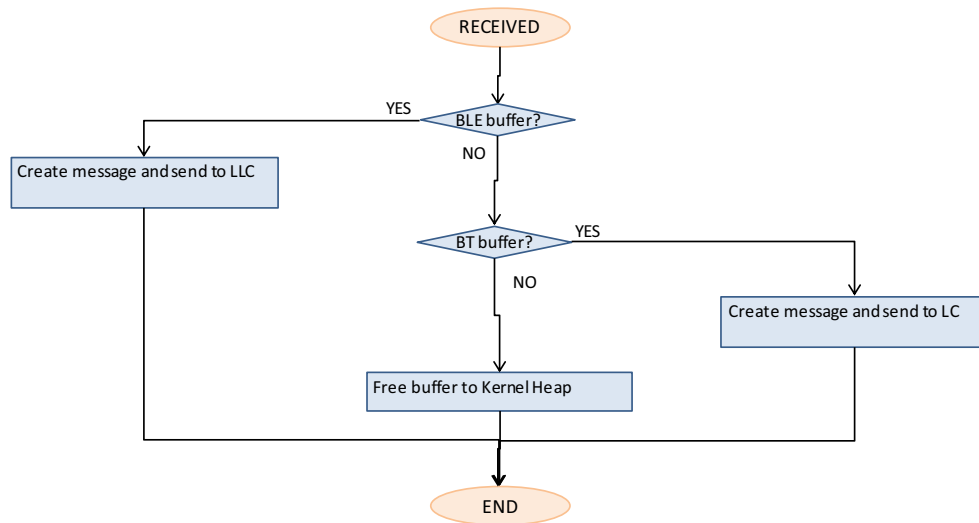 RECEIVED
YES
BLE buffer?
NO
Create message and send to LLC
BT buffer?
YES
NO
Create message and send to LC
Free buffer to Kernel Heap
END